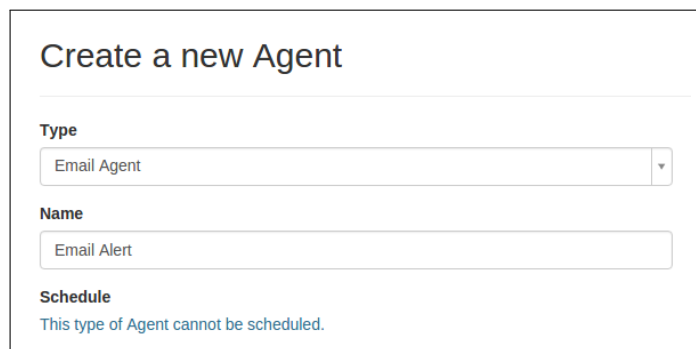 Create a new Agent
Type
Email Agent
Name
Email Alert
Schedule
This type of Agent cannot be scheduled.